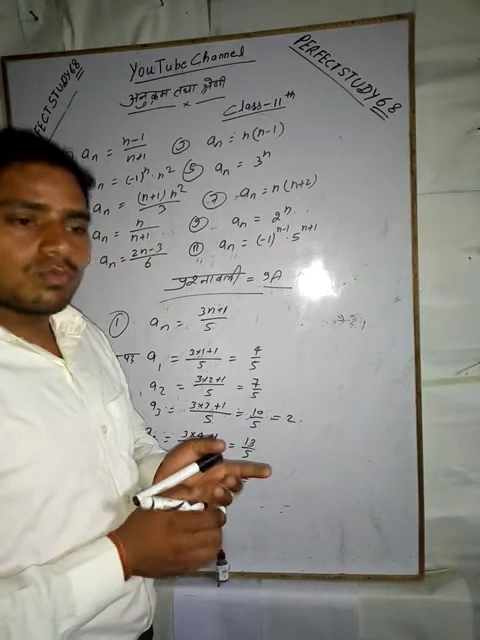 YouTube Channel
PERFECTSTUDY68
PERFECTSTUDY68
अनुक्रम तथा श्रेणी
Class-11th
aₙ = n-1/n+1 ③ aₙ = n(n-1)
= (-1)ⁿ·n² ⑤ aₙ = 3ⁿ
aₙ = (n+1)n²/3 ⑦ aₙ = n(n+2)
aₙ = n/n+1 ⑨ aₙ = 2ⁿ
aₙ = 2n-3/6 ⑪ aₙ = (-1)ⁿ⁻¹·5ⁿ⁺¹
प्रश्नावली = 9A
① aₙ = 3n+1/5
a₁ = 3×1+1/5 = 4/5
a₂ = 3×2+1/5 = 7/5
a₃ = 3×3+1/5 = 10/5 = 2
= 13/5